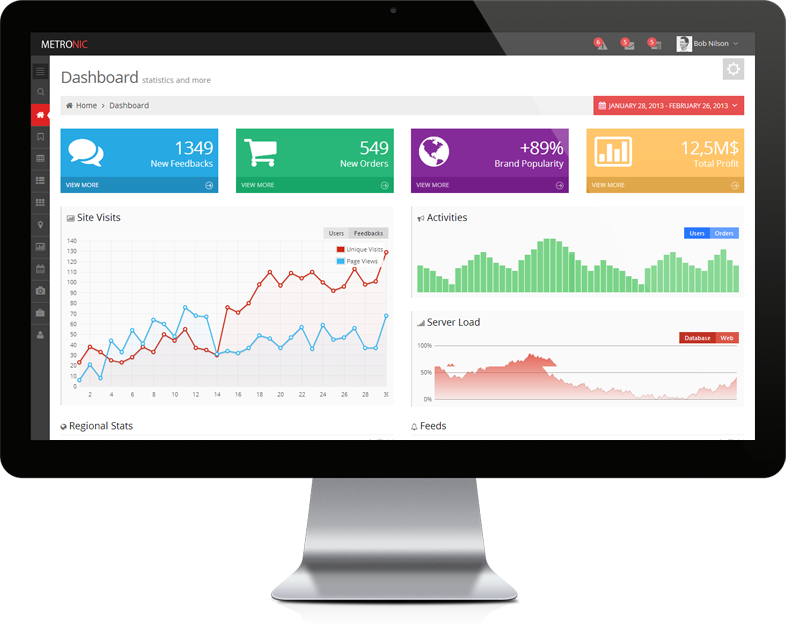 METRONIC
6
5
5
Bob Nilson
Dashboard statistics and more
Home > Dashboard
JANUARY 28, 2013 - FEBRUARY 26, 2013
1349
New Feedbacks
VIEW MORE
549
New Orders
VIEW MORE
+89%
Brand Popularity
VIEW MORE
12,5M$
Total Profit
VIEW MORE
Site Visits
Users Feedbacks
Unique Visits
Page Views
140
130
120
110
100
90
80
70
60
50
40
30
20
10
0
2 4 6 8 10 12 14 16 18 20 22 24 26 28
Activities
Users Orders
Server Load
Database Web
100%
50%
0%
Regional Stats
Feeds